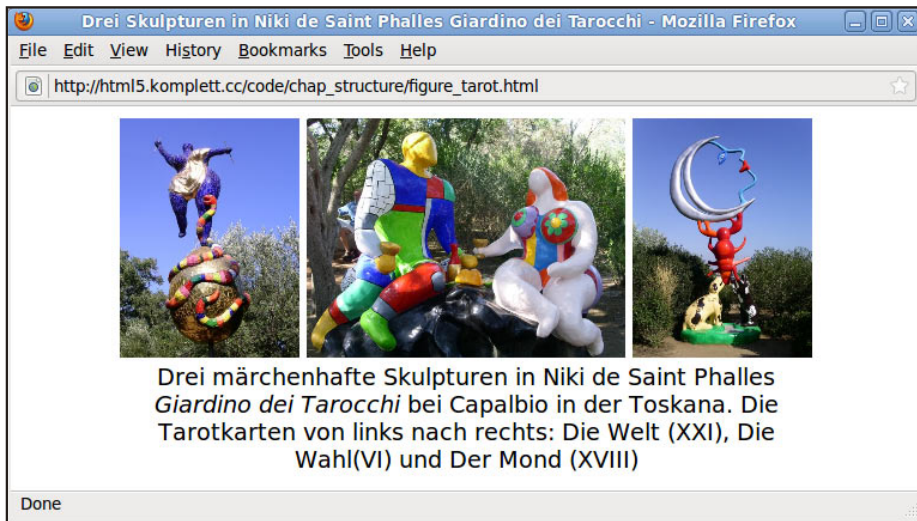 Drei Skulpturen in Niki de Saint Phalles Giardino dei Tarocchi - Mozilla Firefox
File Edit View History Bookmarks Tools Help
http://html5.komplett.cc/code/chap_structure/figure_tarot.html
Drei märchenhafte Skulpturen in Niki de Saint Phalles
Giardino dei Tarocchi bei Capalbio in der Toskana. Die
Tarotkarten von links nach rechts: Die Welt (XXI), Die
Wahl(VI) und Der Mond (XVIII)
Done